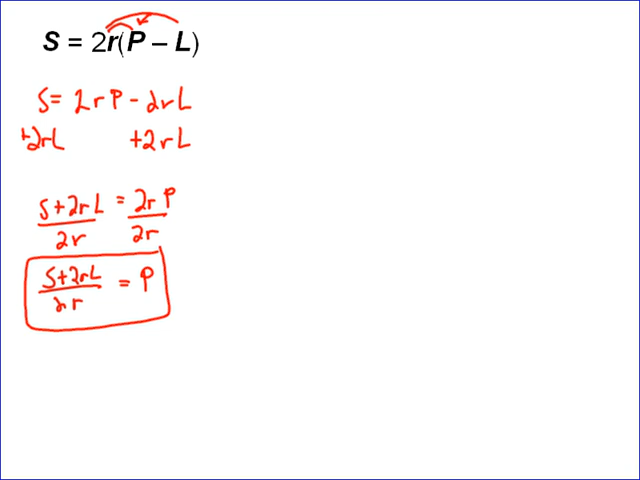 S = 2r(P – L)
S = 2rP - 2rL
+2rL +2rL
S+2rL = 2rP
2r 2r
S+2rL = P
2r